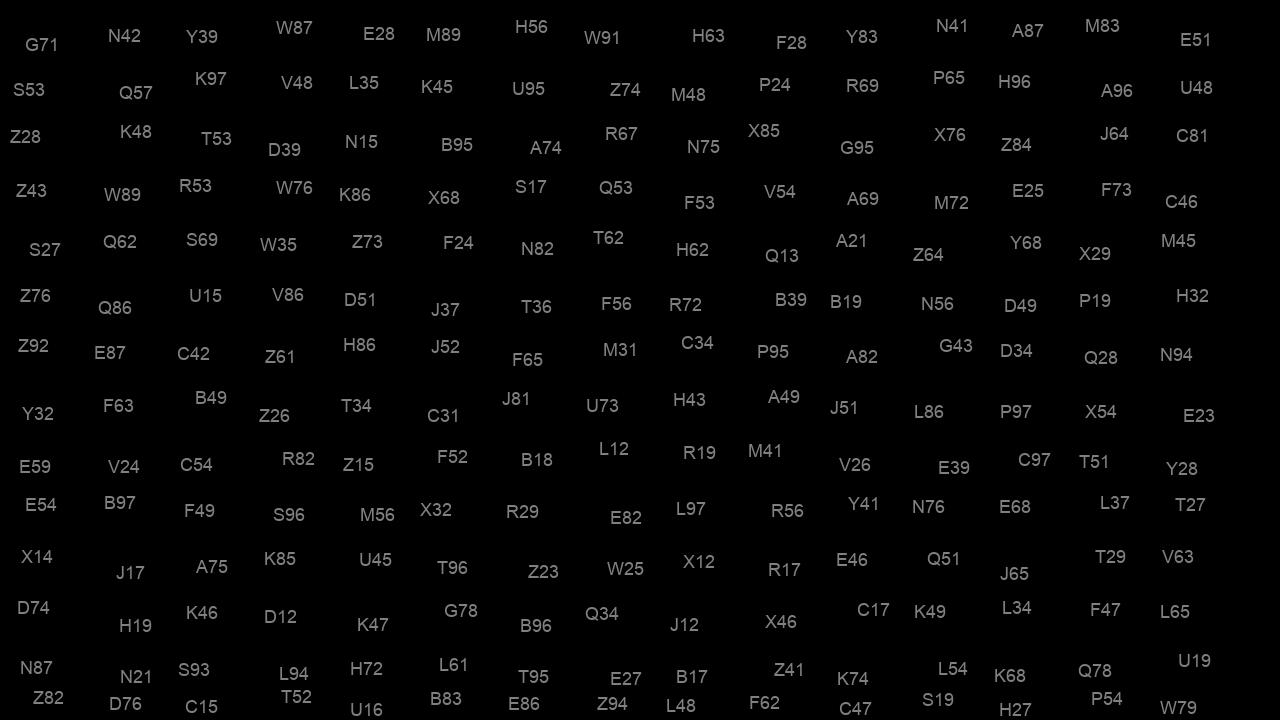 G71 N42 Y39 W87 E28 M89 H56 W91 H63 F28 Y83 N41 A87 M83 E51
S53 Q57 K97 V48 L35 K45 U95 Z74 M48 P24 R69 P65 H96 A96 U48
Z28 K48 T53 D39 N15 B95 A74 R67 N75 X85 G95 X76 Z84 J64 C81
Z43 W89 R53 W76 K86 X68 S17 Q53 F53 V54 A69 M72 E25 F73 C46
S27 Q62 S69 W35 Z73 F24 N82 T62 H62 Q13 A21 Z64 Y68 X29 M45
Z76 Q86 U15 V86 D51 J37 T36 F56 R72 B39 B19 N56 D49 P19 H32
Z92 E87 C42 Z61 H86 J52 F65 M31 C34 P95 A82 G43 D34 Q28 N94
Y32 F63 B49 Z26 T34 C31 J81 U73 H43 A49 J51 L86 P97 X54 E23
E59 V24 C54 R82 Z15 F52 B18 L12 R19 M41 V26 E39 C97 T51 Y28
E54 B97 F49 S96 M56 X32 R29 E82 L97 R56 Y41 N76 E68 L37 T27
X14 J17 A75 K85 U45 T96 Z23 W25 X12 R17 E46 Q51 J65 T29 V63
D74 H19 K46 D12 K47 G78 B96 Q34 J12 X46 C17 K49 L34 F47 L65
N87 N21 S93 L94 H72 L61 T95 E27 B17 Z41 K74 L54 K68 Q78 U19
Z82 D76 C15 T52 U16 B83 E86 Z94 L48 F62 C47 S19 H27 P54 W79